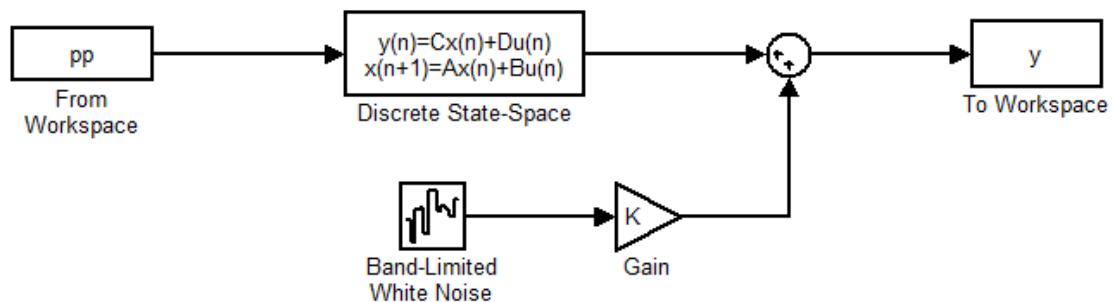 pp
From
Workspace
y(n)=Cx(n)+Du(n)
x(n+1)=Ax(n)+Bu(n)
Discrete State-Space
+
+
y
To Workspace
Band-Limited
White Noise
K
Gain